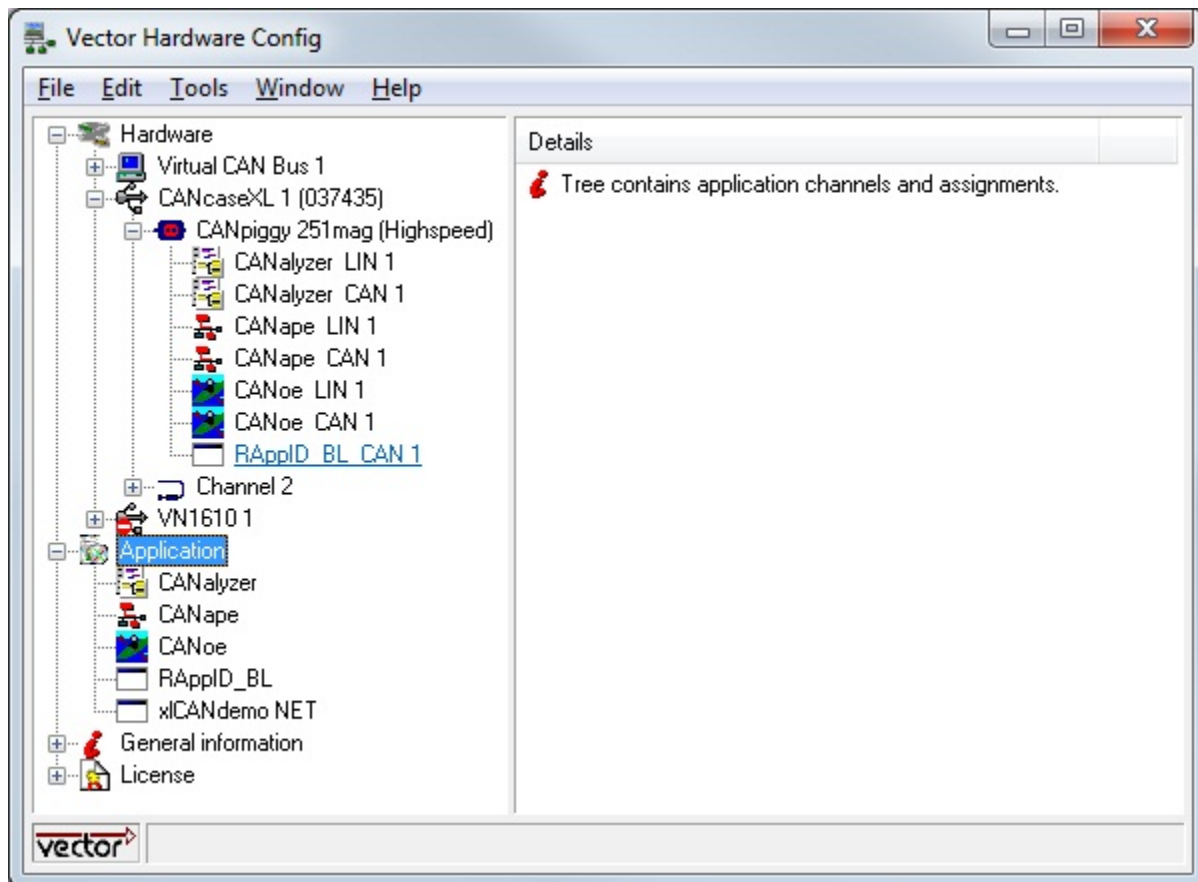 Vector Hardware Config
File Edit Tools Window Help
Hardware
Virtual CAN Bus 1
CANcaseXL 1 (037435)
CANpiggy 251mag (Highspeed)
CANalyzer LIN 1
CANalyzer CAN 1
CANape LIN 1
CANape CAN 1
CANoe LIN 1
CANoe CAN 1
RAppID_BL CAN 1
Channel 2
VN1610 1
Application
CANalyzer
CANape
CANoe
RAppID_BL
xlCANdemo NET
General information
License
Details
Tree contains application channels and assignments.
vector